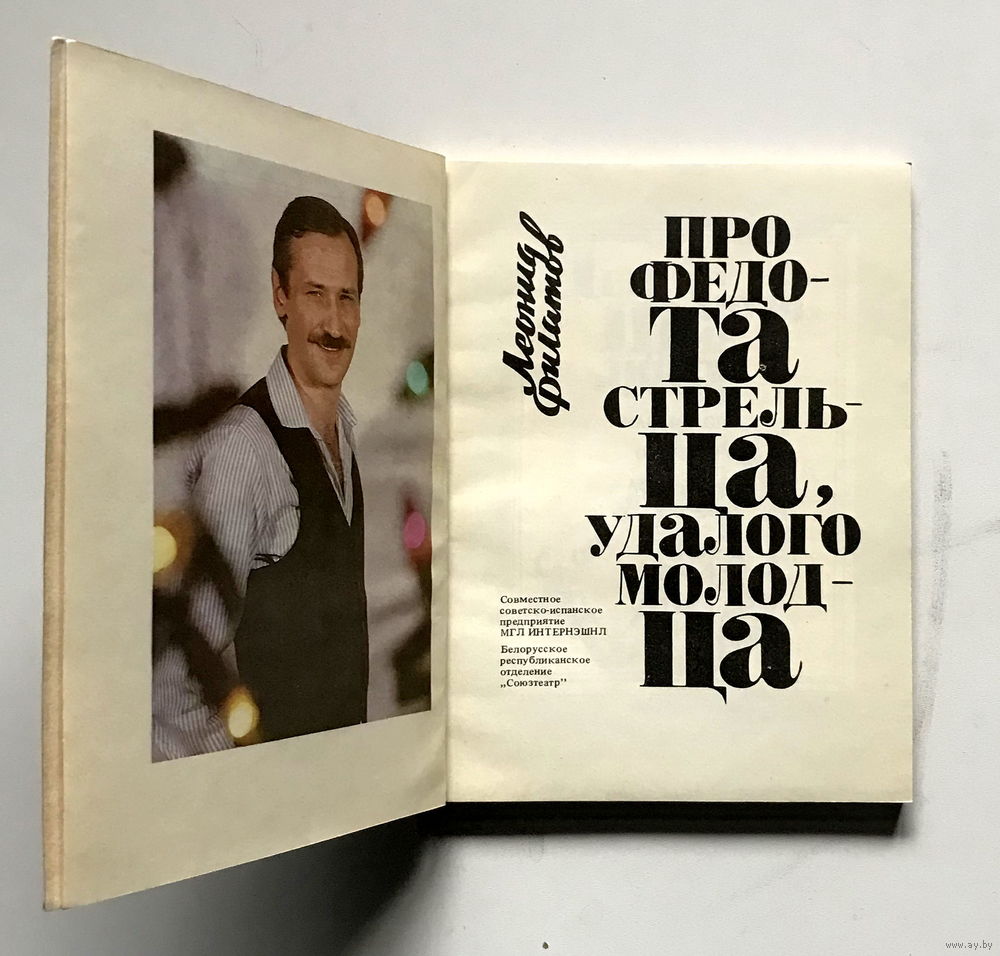 Леонид
Филатов
ПРО
ФЕДО-
Та
СТРЕЛЬ-
Ца,
УДаЛОГО
МОЛОД-
Ца
Совместное
советско-испанское
предприятие
МГЛ ИНТЕРНЭШНЛ
Белорусское
республиканское
отделение
„Союзтеатр"
www.ay.by